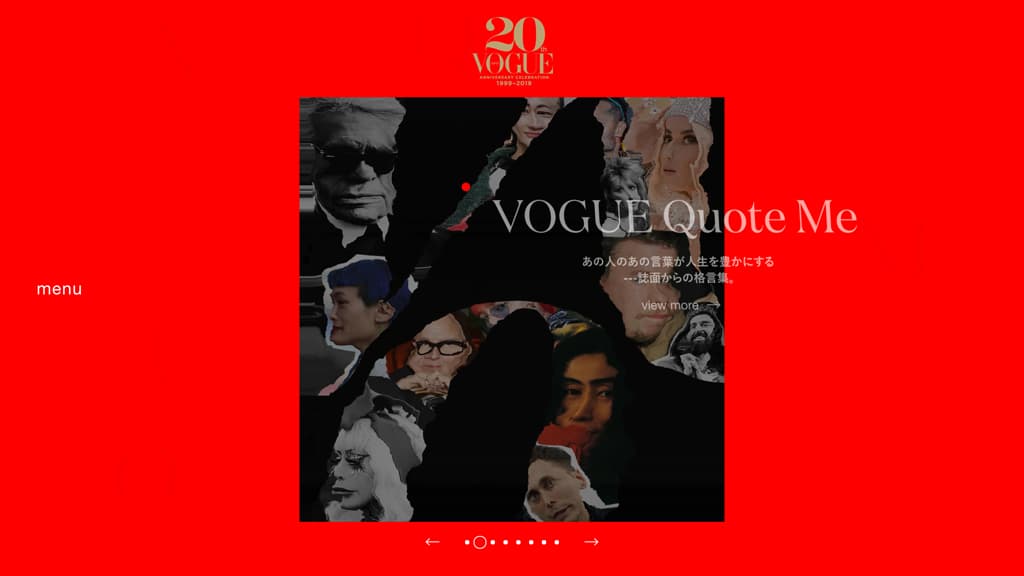 20th
VOGUE
ANNIVERSARY CELEBRATION
1999-2019
VOGUE Quote Me
あの人のあの言葉が人生を豊かにする
---誌面からの格言集。
view more
menu